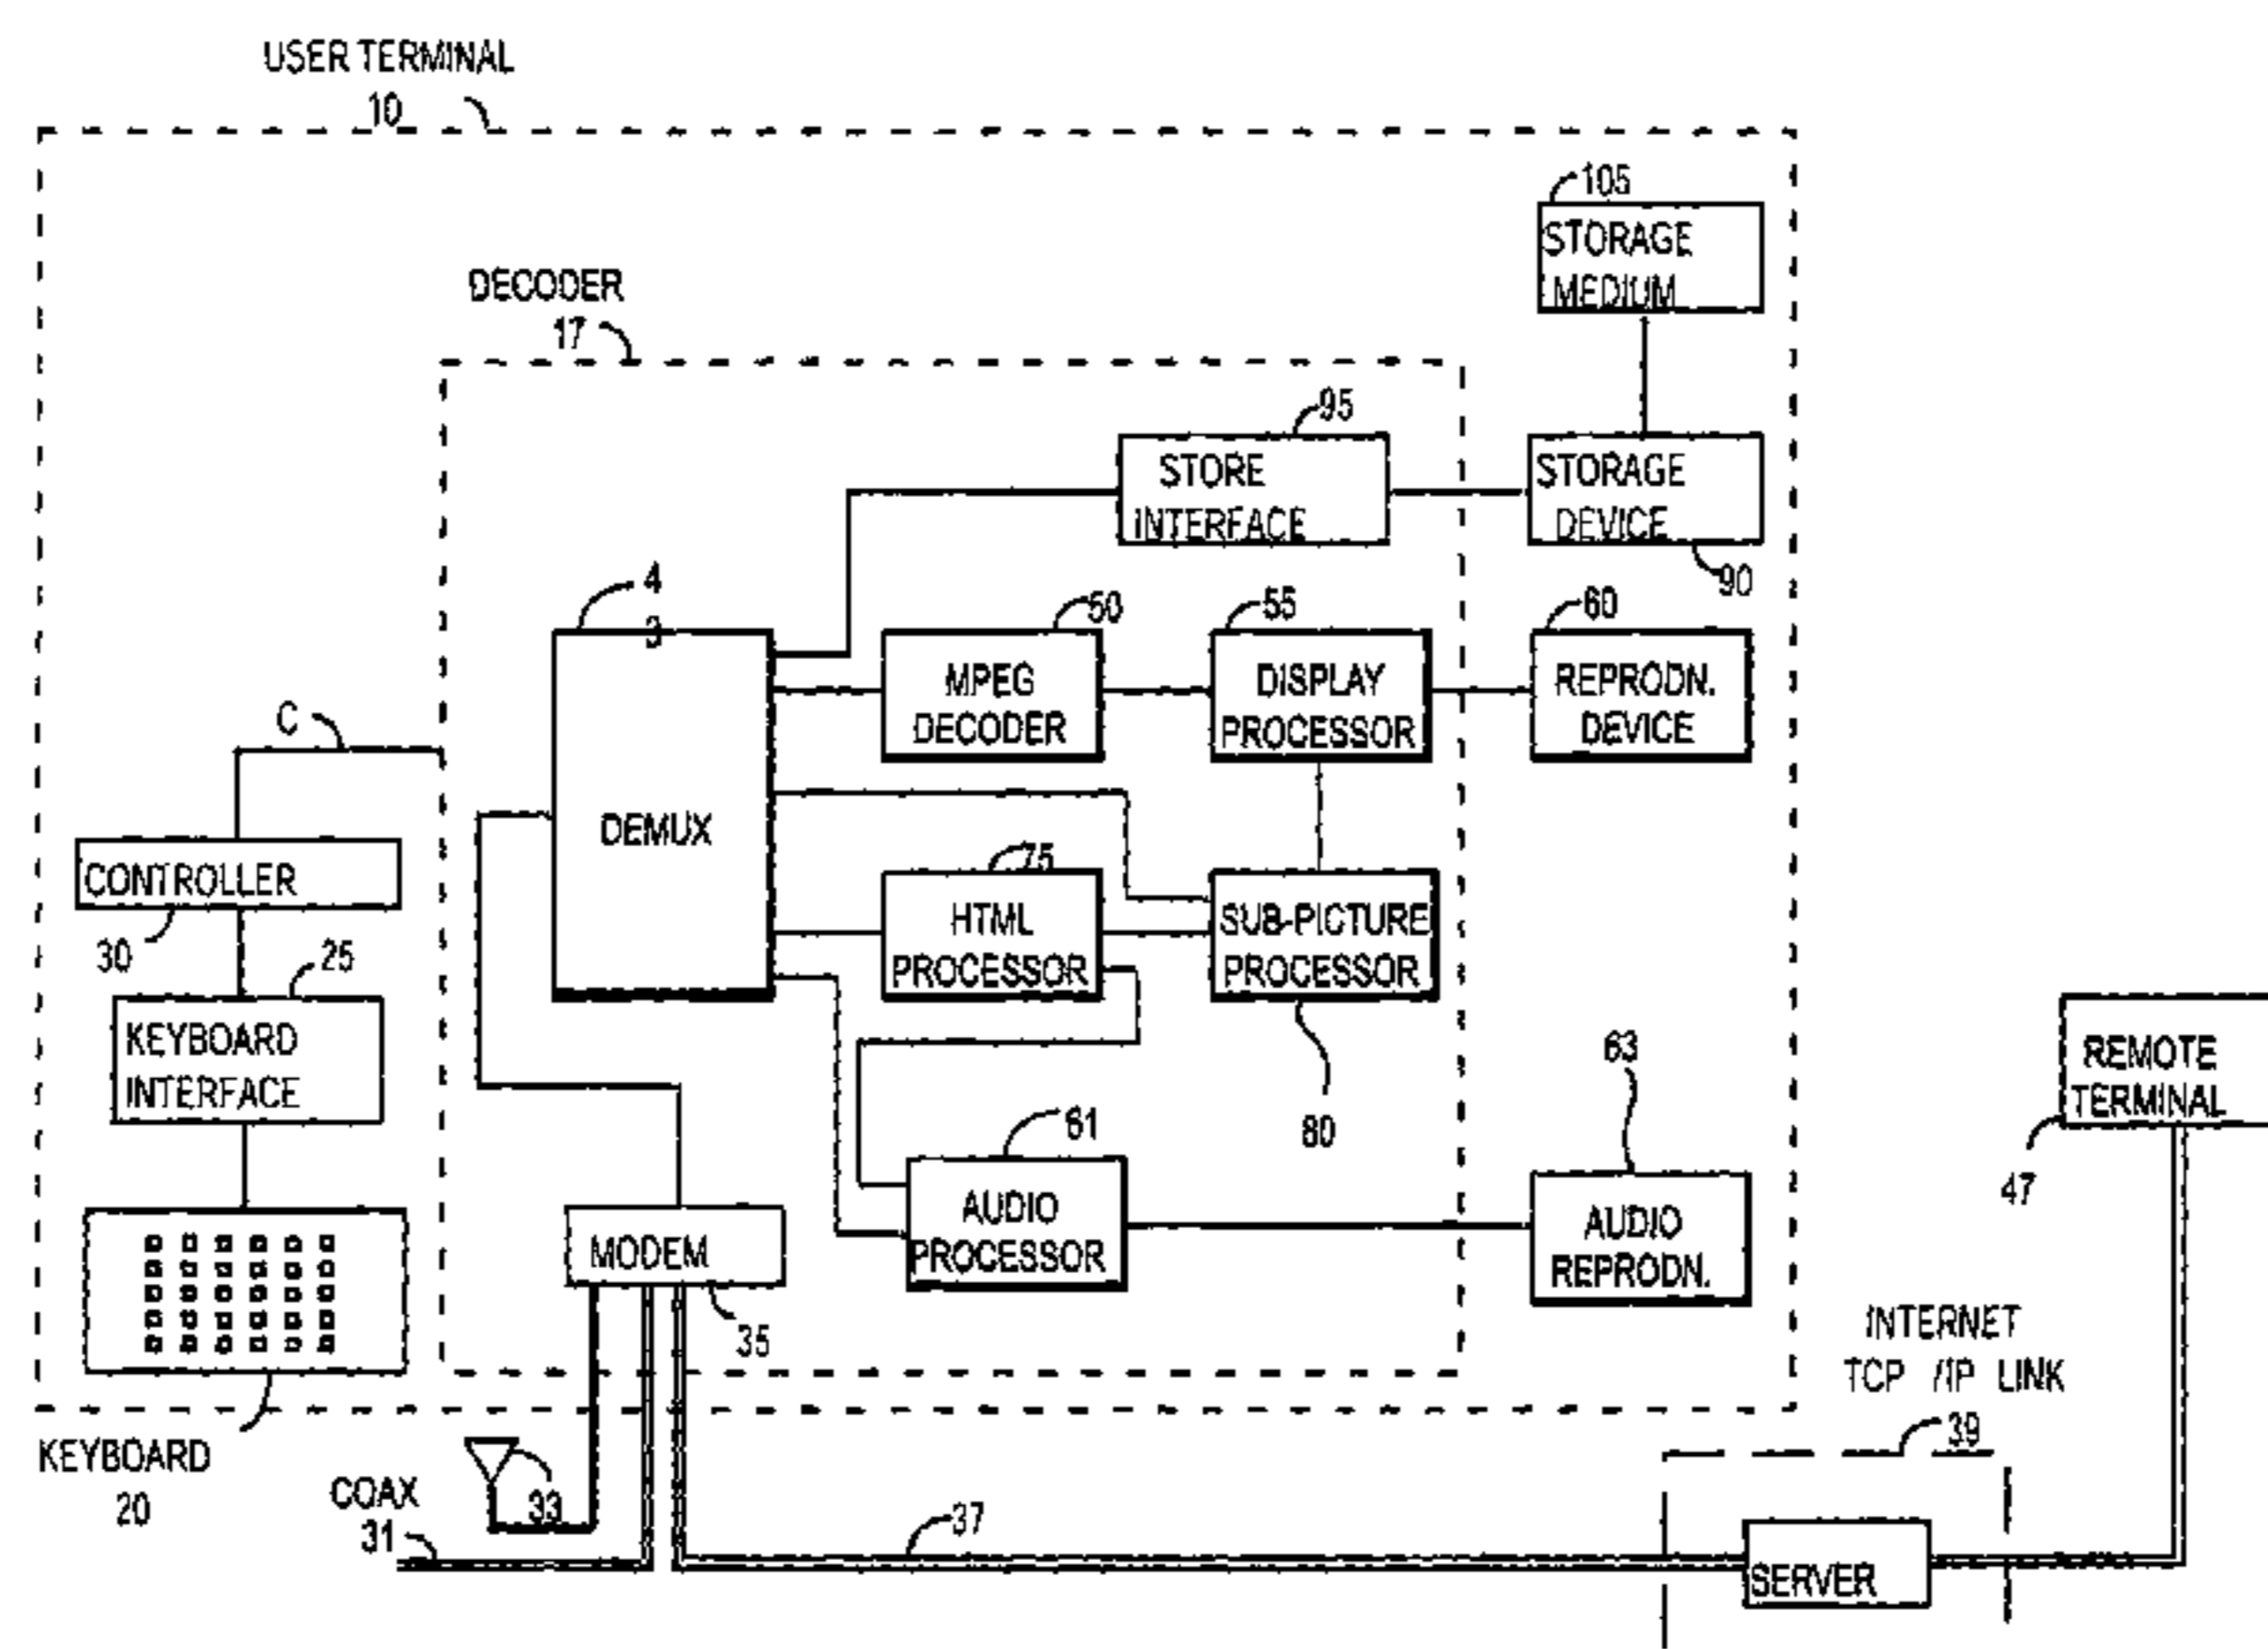 USER TERMINAL
10
105
STORAGE
MEDIUM
DECODER
17
95
STORE
INTERFACE
STORAGE
DEVICE
90
4
3
50
55
60
MPEG
DECODER
DISPLAY
PROCESSOR
REPRODN.
DEVICE
C
DEMUX
CONTROLLER
30
75
HTML
PROCESSOR
SUB-PICTURE
PROCESSOR
80
25
KEYBOARD
INTERFACE
63
REMOTE
TERMINAL
47
61
AUDIO
PROCESSOR
AUDIO
REPRODN.
MODEM
35
INTERNET
TCP /IP LINK
39
KEYBOARD
20
COAX
31
33
37
SERVER